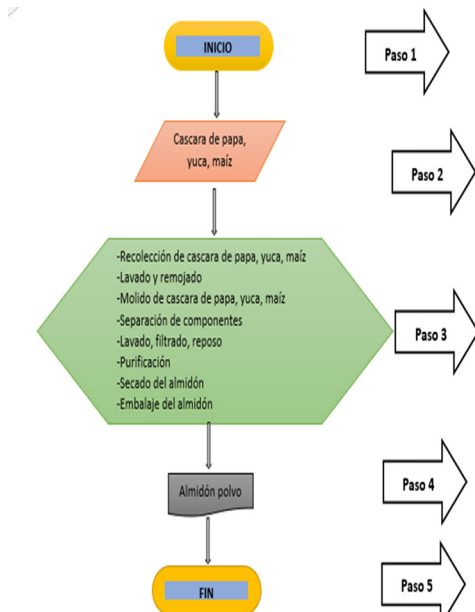 INICIO
Paso 1
Cascara de papa,
yuca, maíz
Paso 2
-Recolección de cascara de papa, yuca, maíz
-Lavado y remojado
-Molido de cascara de papa, yuca, maíz
-Separación de componentes
-Lavado, filtrado, reposo
-Purificación
-Secado del almidón
-Embalaje del almidón
Paso 3
Almidón polvo
Paso 4
FIN
Paso 5